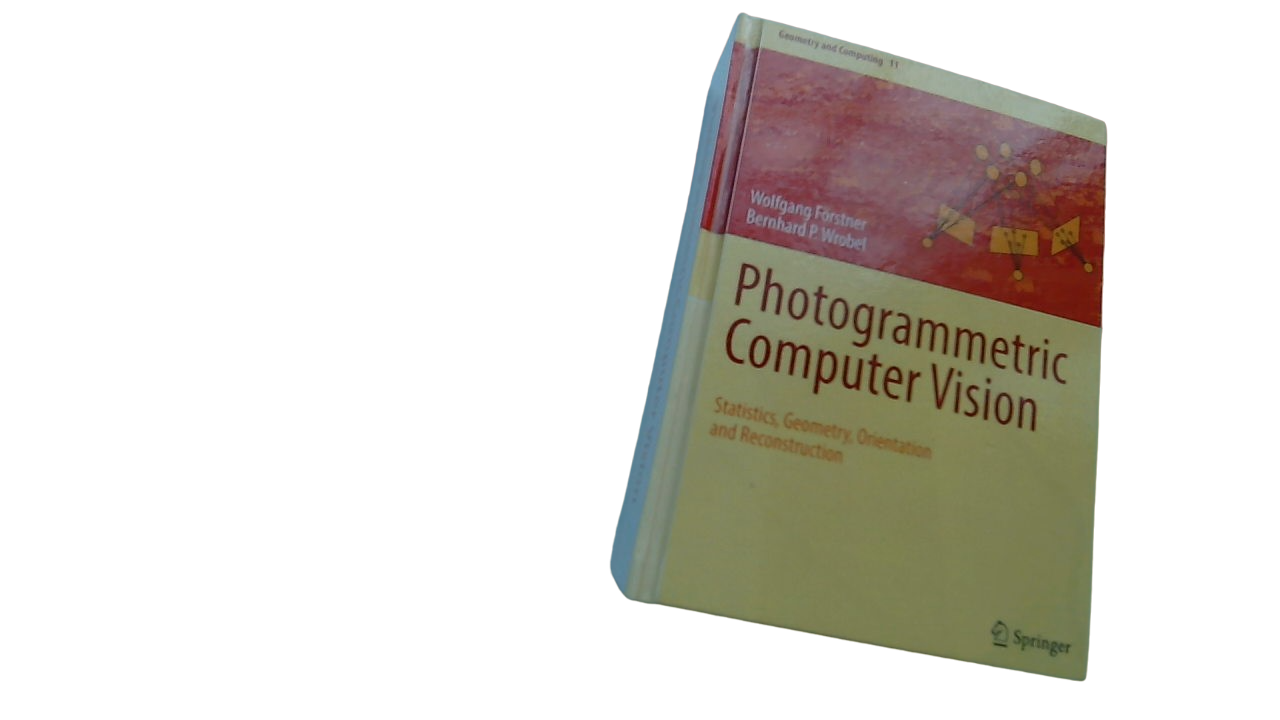 Geometry and Computing 11
Wolfgang Förstner
Bernhard P. Wrobel
Photogrammetric
Computer Vision
Statistics, Geometry, Orientation
and Reconstruction
Springer